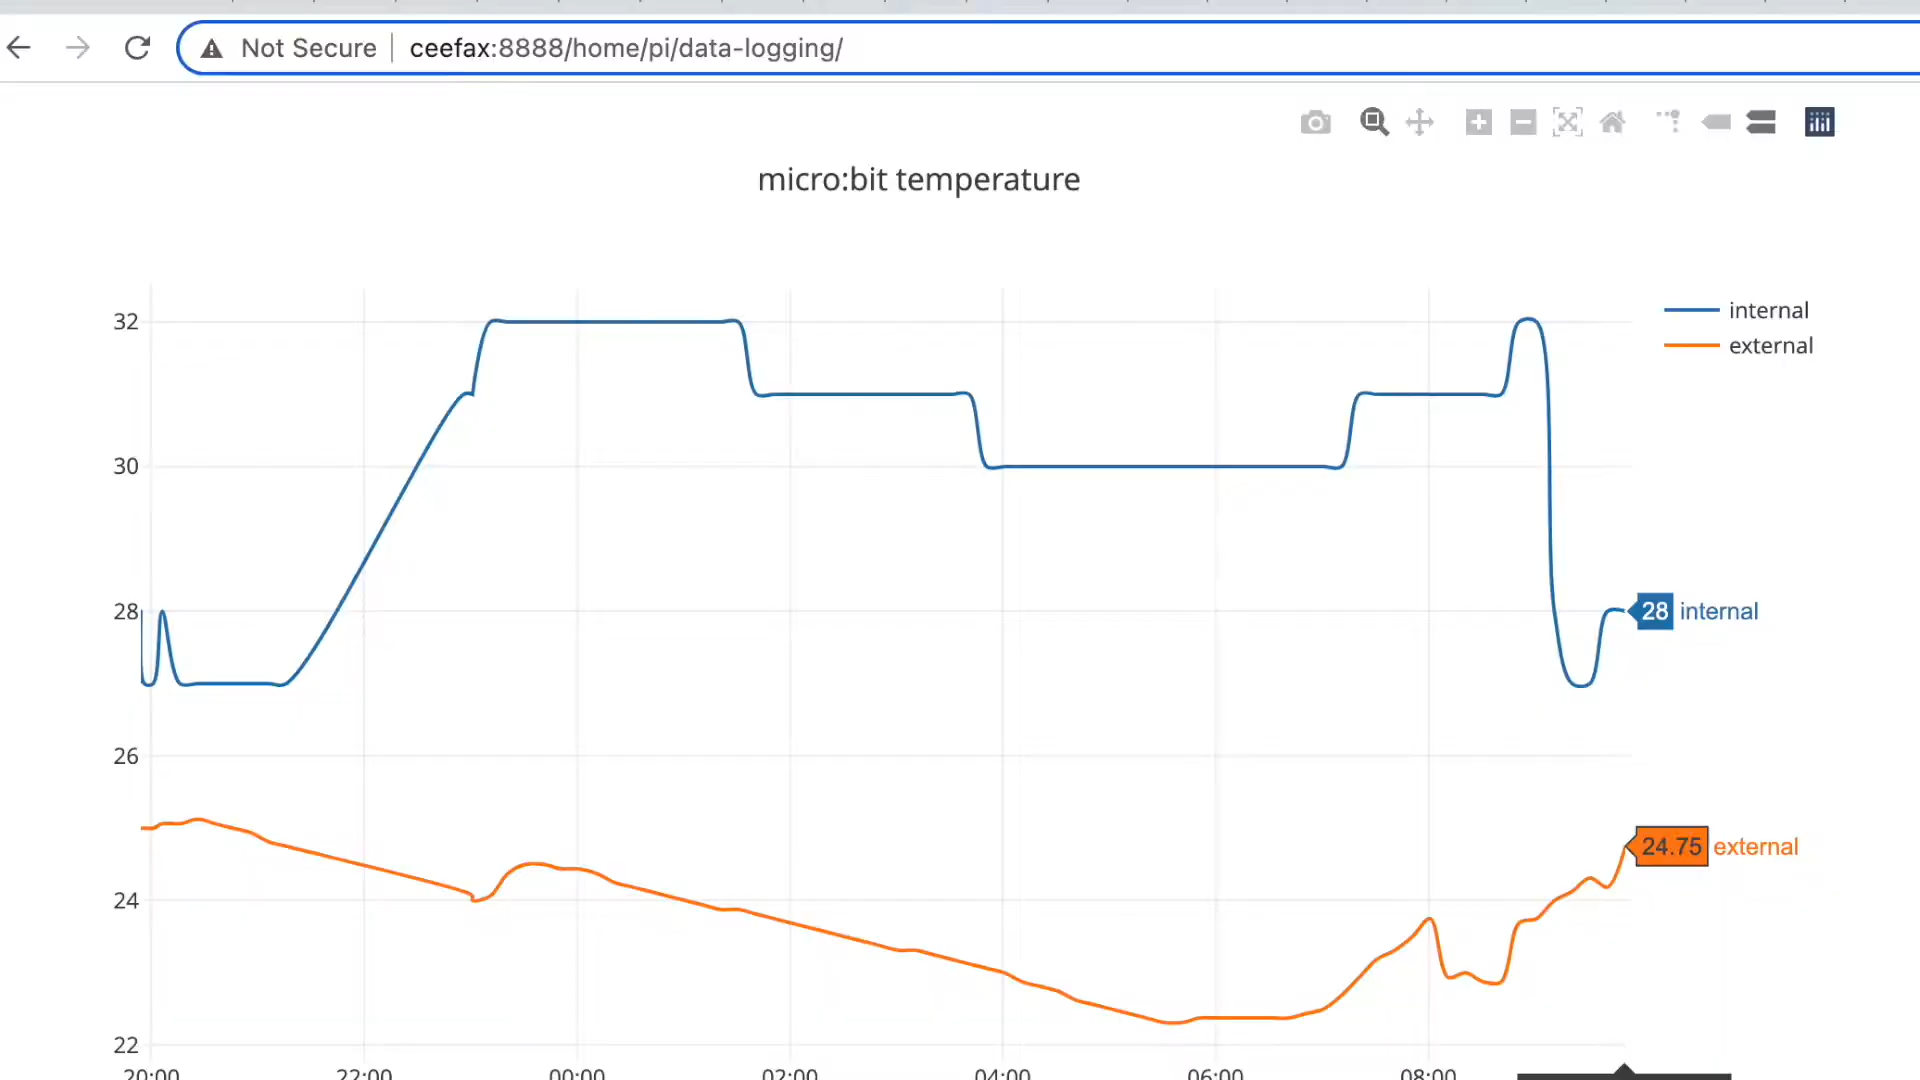 Not Secure | ceefax:8888/home/pi/data-logging/
micro:bit temperature
32
30
28
26
24
22
internal
external
28 internal
24.75 external
20:00 22:00 00:00 02:00 04:00 06:00 08:00